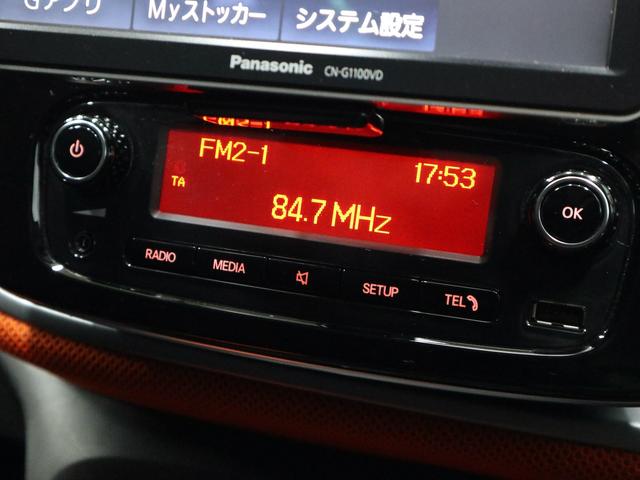 Gアプリ Myストッカー システム設定
Panasonic CN-G1100VD
FM2-1 17:53
TA
84.7 MHz
RADIO MEDIA SETUP TEL
OK